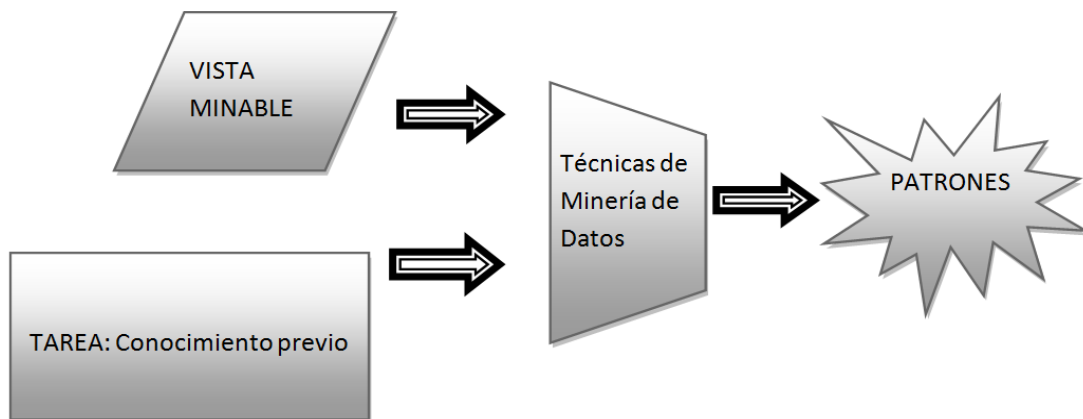 VISTA
MINABLE
TAREA: Conocimiento previo
Técnicas de
Minería de
Datos
PATRONES